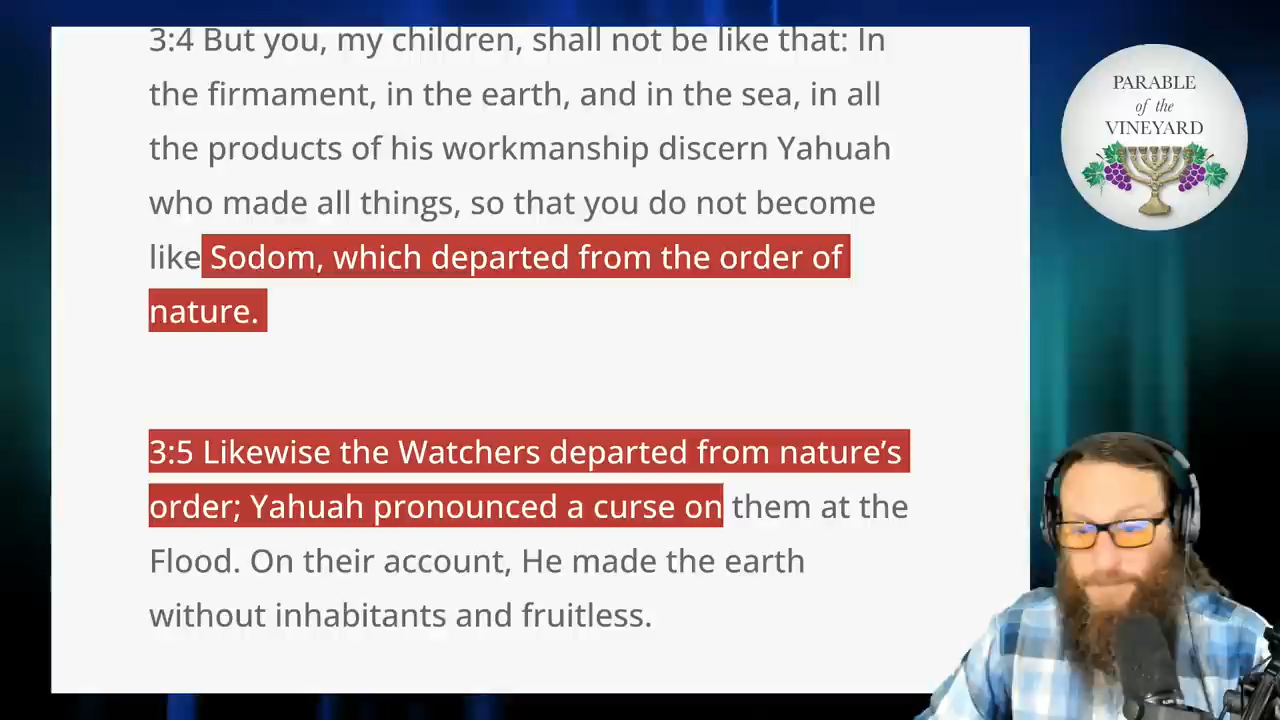 3:4 But you, my children, shall not be like that: In
the firmament, in the earth, and in the sea, in all
the products of his workmanship discern Yahuah
who made all things, so that you do not become
like Sodom, which departed from the order of
nature.
3:5 Likewise the Watchers departed from nature’s
order; Yahuah pronounced a curse on them at the
Flood. On their account, He made the earth
without inhabitants and fruitless.
PARABLE
of the
VINEYARD